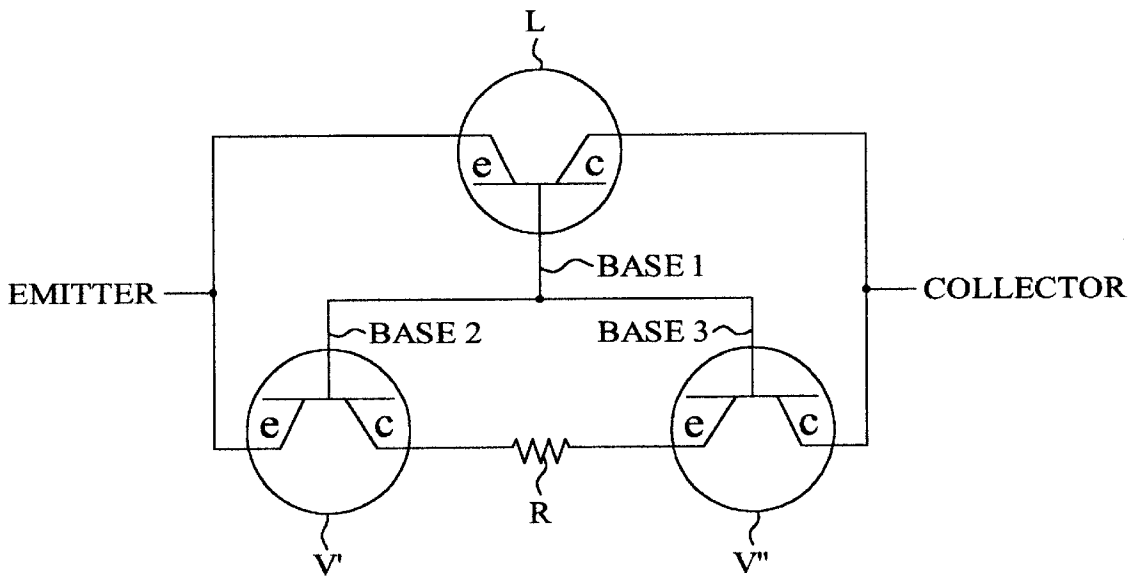 L
e c
BASE 1
EMITTER
COLLECTOR
BASE 2
BASE 3
e c
e c
R
V'
V"